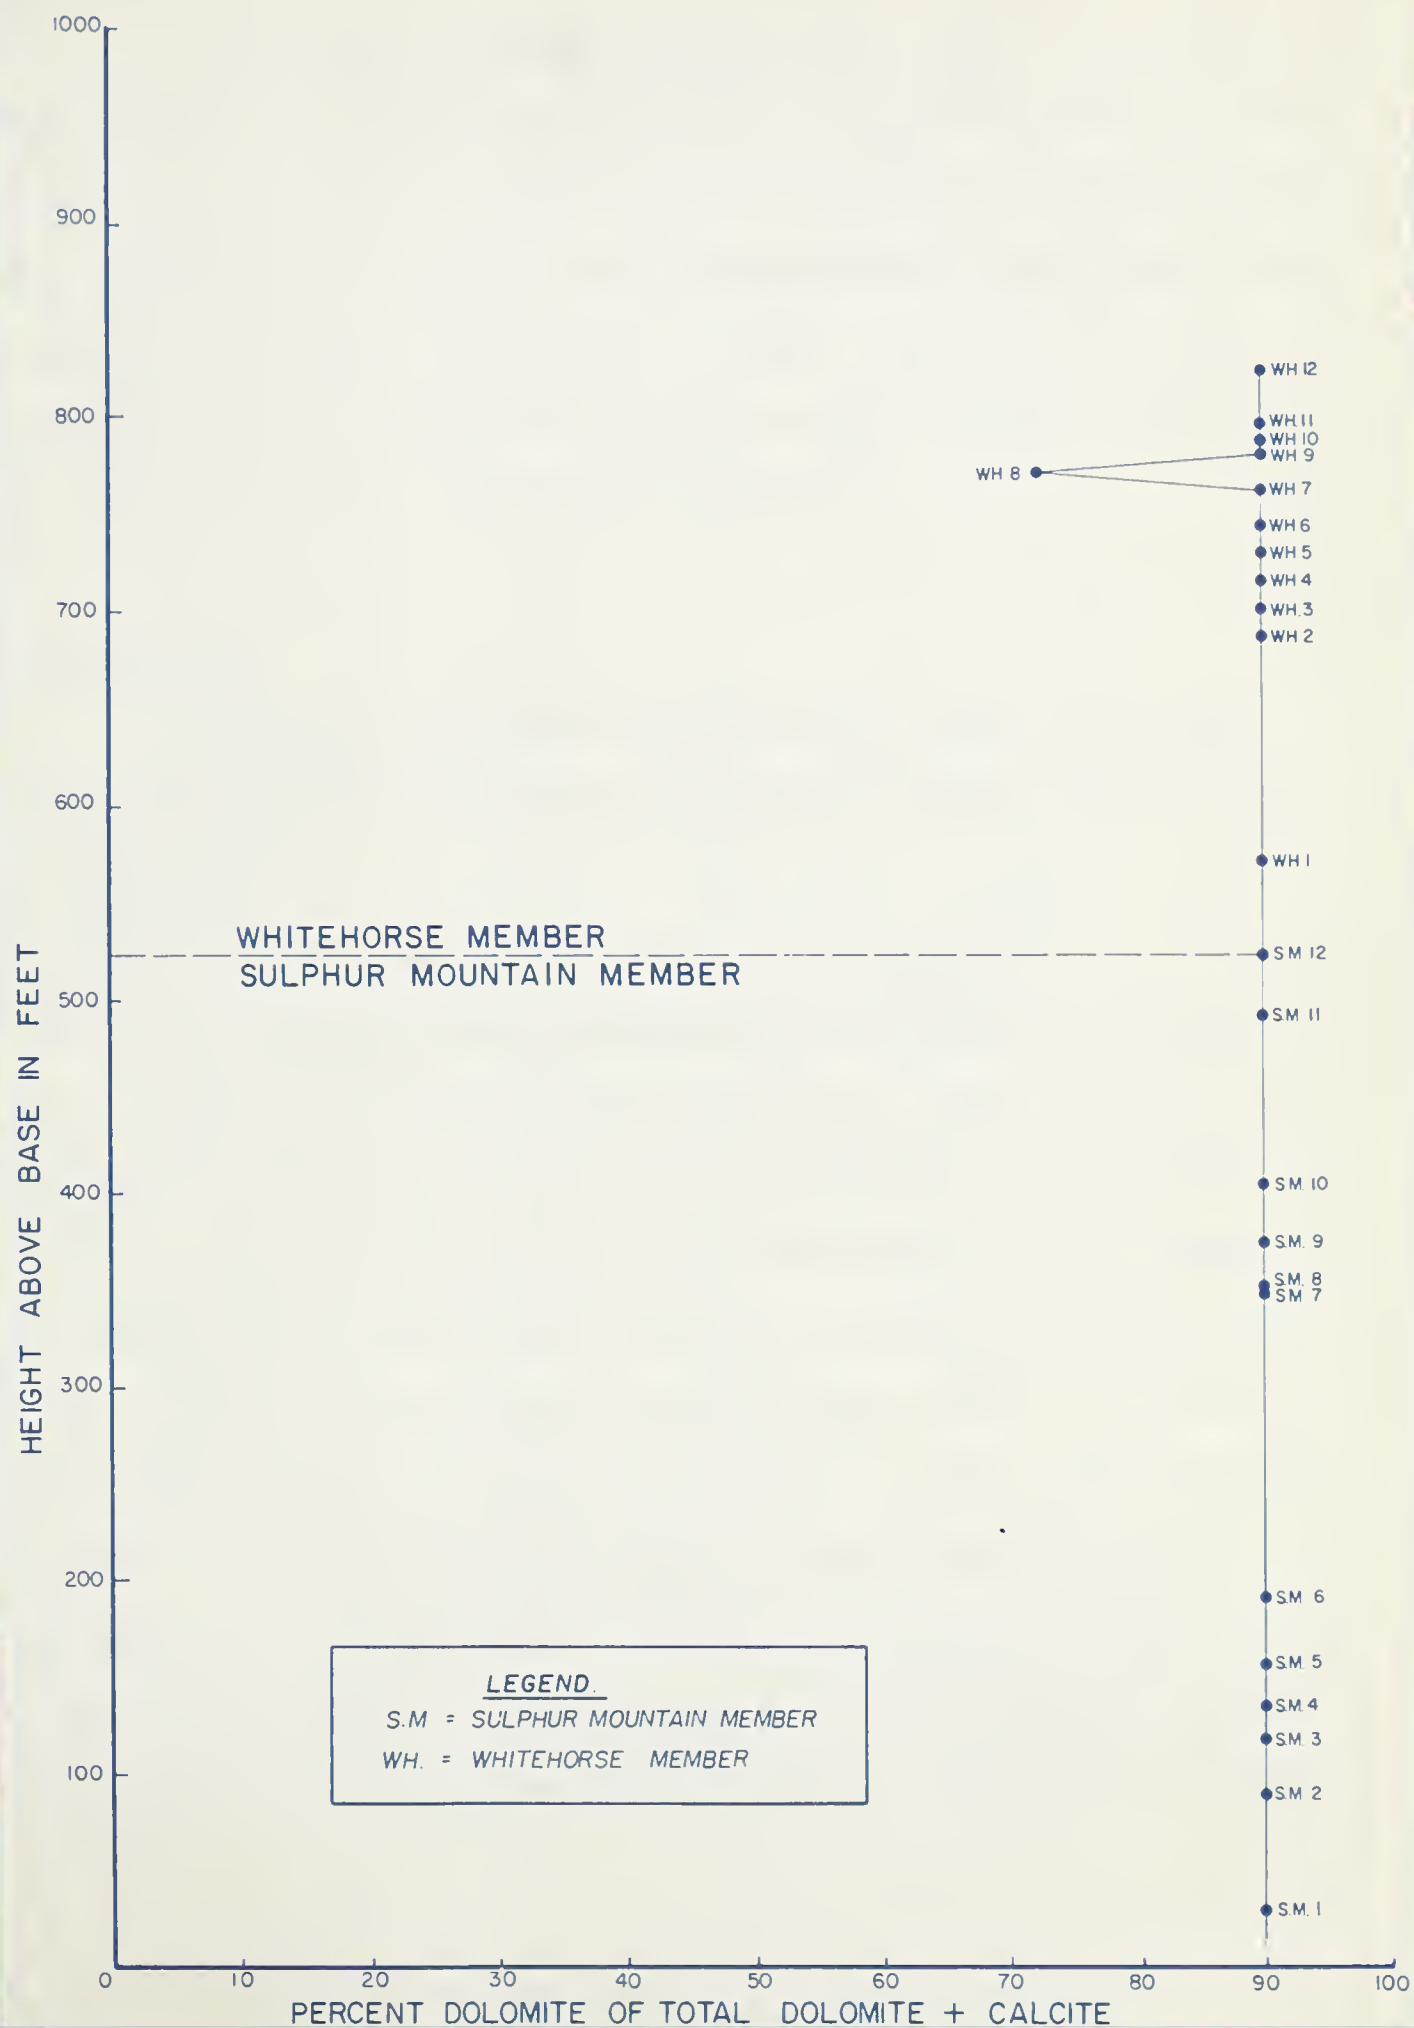 1000
900
800
700
600
500
400
300
200
100
HEIGHT ABOVE BASE IN FEET
WH 12
WH.11
WH 10
WH 9
WH 8
WH 7
WH 6
WH 5
WH 4
WH.3
WH 2
WH 1
WHITEHORSE MEMBER
SULPHUR MOUNTAIN MEMBER
S M 12
S.M 11
S M. 10
S.M. 9
S.M. 8
S M 7
S.M 6
S.M. 5
S.M. 4
S.M. 3
S.M 2
S.M. 1
LEGEND.
S.M = SULPHUR MOUNTAIN MEMBER
WH. = WHITEHORSE MEMBER
0 10 20 30 40 50 60 70 80 90 100
PERCENT DOLOMITE OF TOTAL DOLOMITE + CALCITE